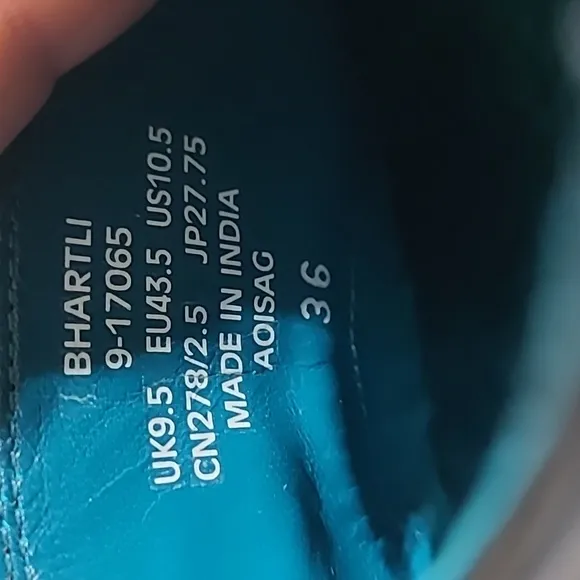 BHARTLI
9-17065
UK9.5 EU43.5 US10.5
CN278/2.5 JP27.75
MADE IN INDIA
AOISAG
36